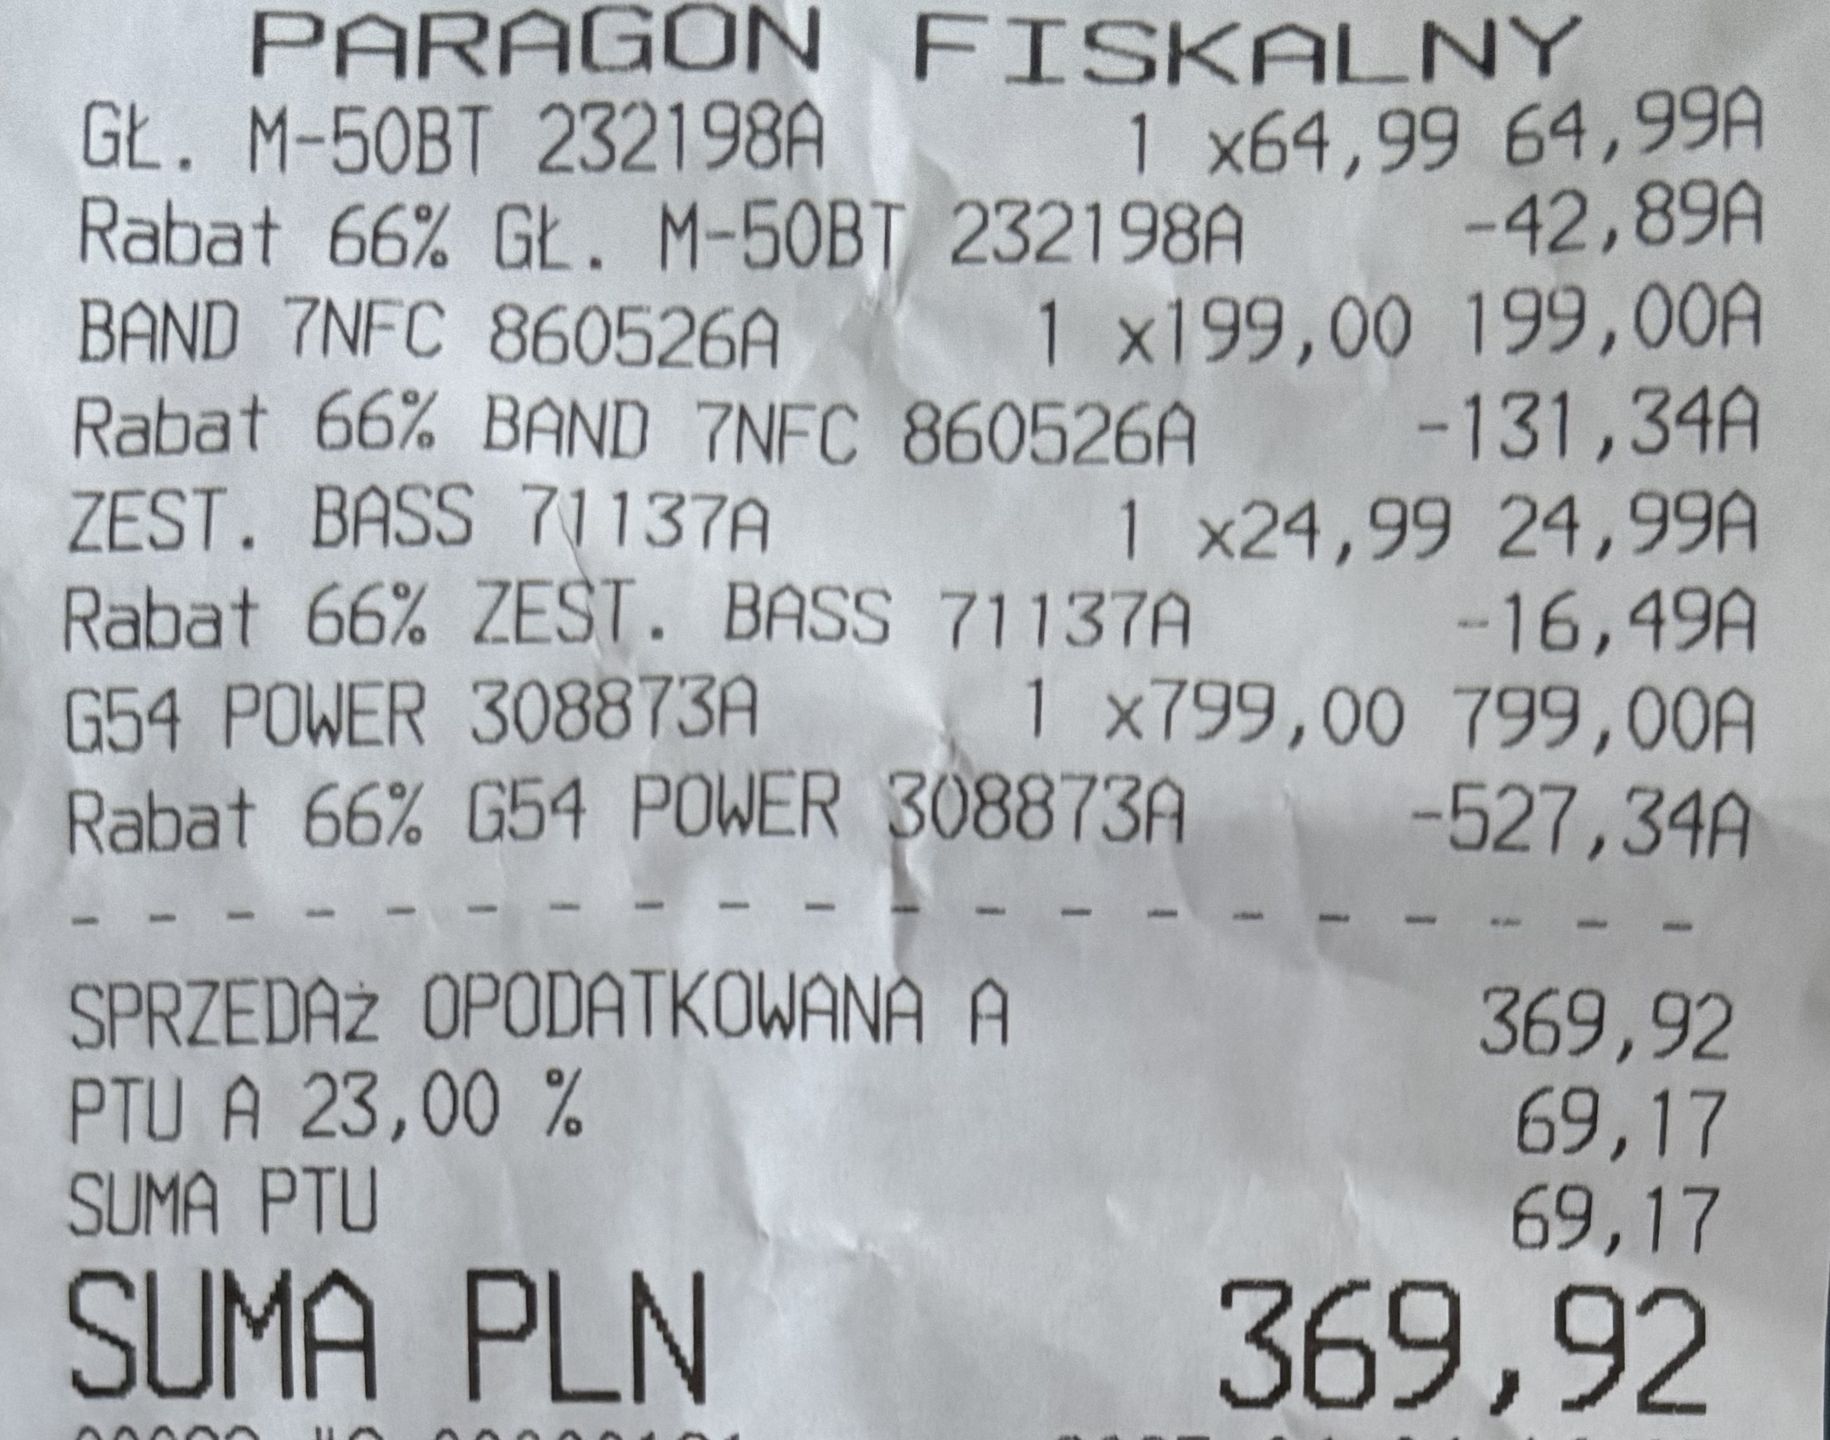 PARAGON FISKALNY
GŁ. M-50BT 232198A 1 x64,99 64,99A
Rabat 66% GŁ. M-50BT 232198A -42,89A
BAND 7NFC 860526A 1 x199,00 199,00A
Rabat 66% BAND 7NFC 860526A -131,34A
ZEST. BASS 71137A 1 x24,99 24,99A
Rabat 66% ZEST. BASS 71137A -16,49A
G54 POWER 308873A 1 x799,00 799,00A
Rabat 66% G54 POWER 308873A -527,34A
- - - - - - - - - - - - - - - - - - - -
SPRZEDAż OPODATKOWANA A 369,92
PTU A 23,00 % 69,17
SUMA PTU 69,17
SUMA PLN 369,92